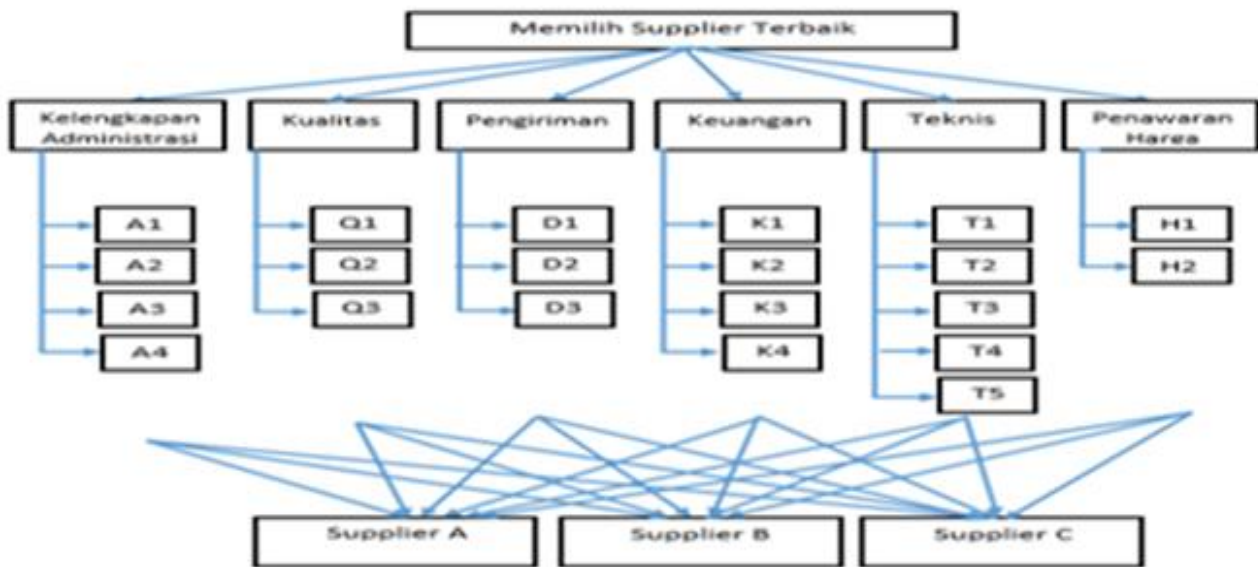 Memilih Supplier Terbaik
Kelengkapan
Administrasi
Kualitas
Pengiriman
Keuangan
Teknis
Penawaran
Harga
A1
Q1
D1
K1
T1
H1
A2
Q2
D2
K2
T2
H2
A3
Q3
D3
K3
T3
A4
K4
T4
T5
Supplier A
Supplier B
Supplier C